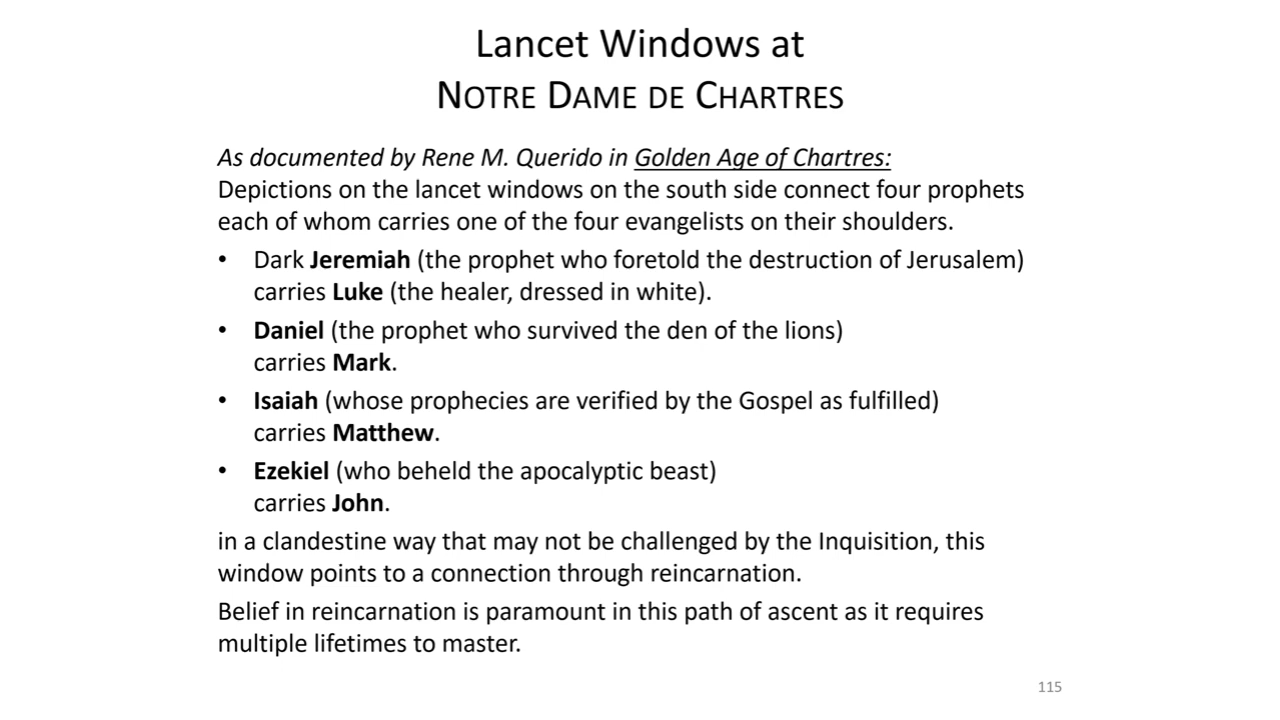 Lancet Windows at
NOTRE DAME DE CHARTRES
As documented by Rene M. Querido in Golden Age of Chartres:
Depictions on the lancet windows on the south side connect four prophets
each of whom carries one of the four evangelists on their shoulders.
• Dark Jeremiah (the prophet who foretold the destruction of Jerusalem)
carries Luke (the healer, dressed in white).
• Daniel (the prophet who survived the den of the lions)
carries Mark.
• Isaiah (whose prophecies are verified by the Gospel as fulfilled)
carries Matthew.
• Ezekiel (who beheld the apocalyptic beast)
carries John.
in a clandestine way that may not be challenged by the Inquisition, this
window points to a connection through reincarnation.
Belief in reincarnation is paramount in this path of ascent as it requires
multiple lifetimes to master.
115